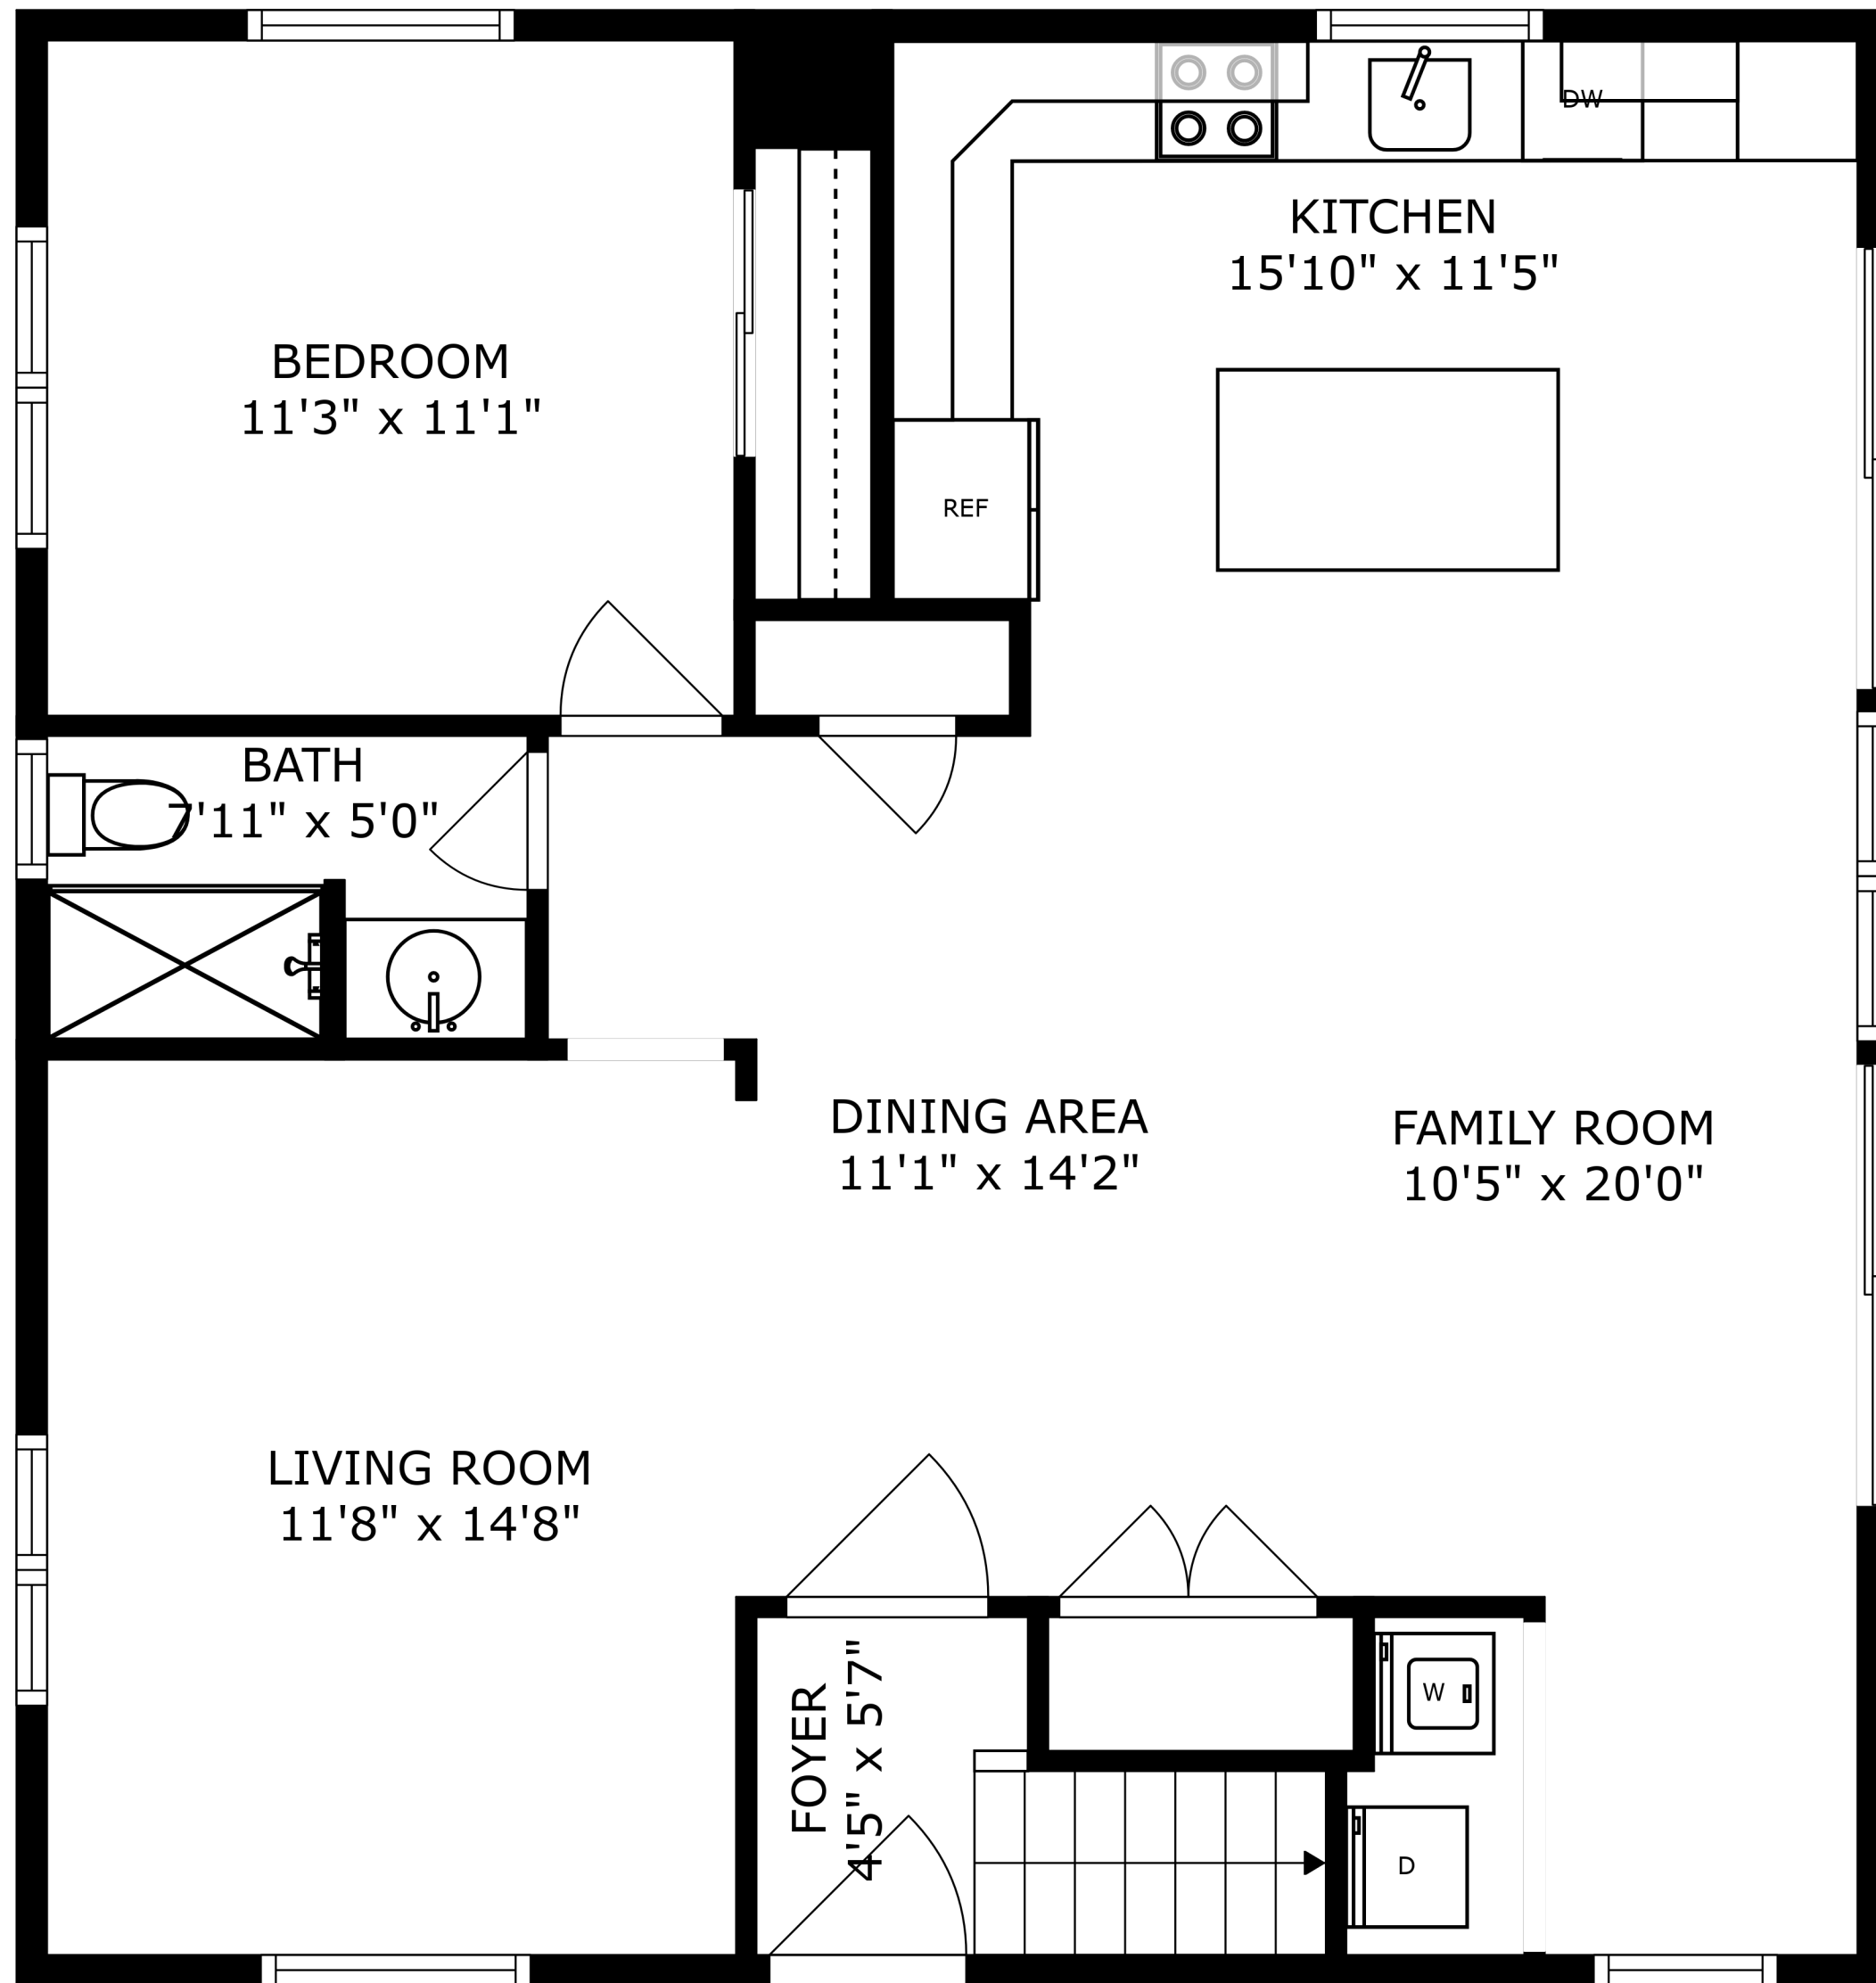 DW
KITCHEN
15'10" x 11'5"
BEDROOM
11'3" x 11'1"
REF
BATH
7'11" x 5'0"
DINING AREA
11'1" x 14'2"
FAMILY ROOM
10'5" x 20'0"
LIVING ROOM
11'8" x 14'8"
FOYER
4'5" x 5'7"
W
D